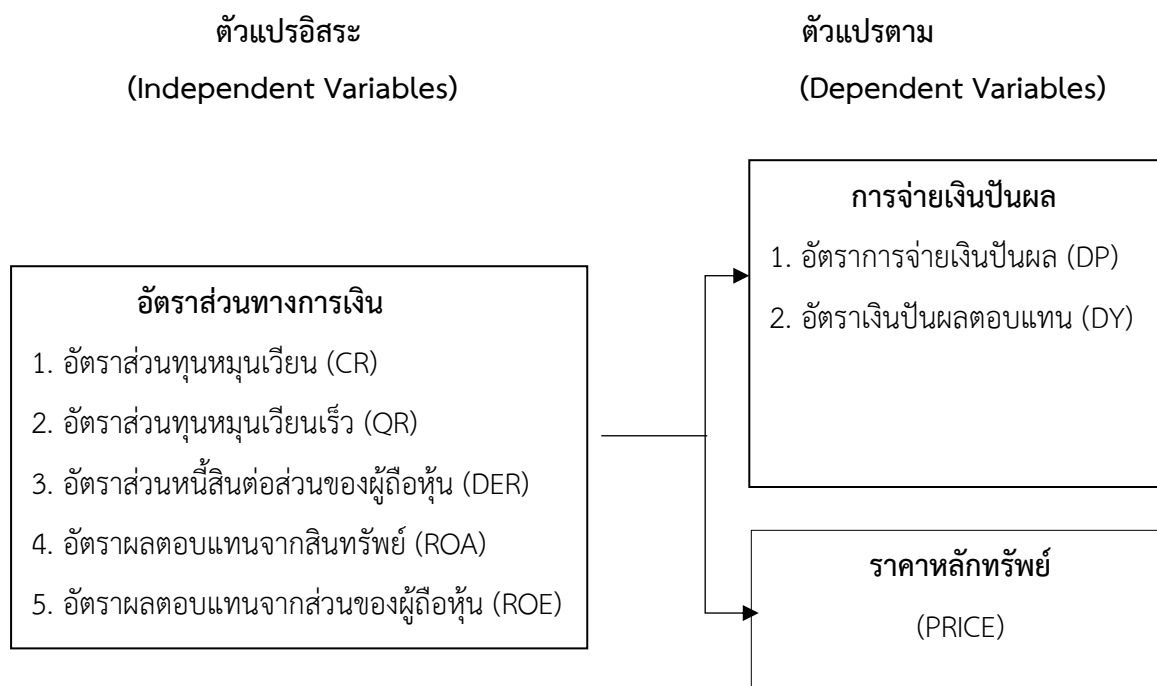 ตัวแปรอิสระ
(Independent Variables)
ตัวแปรตาม
(Dependent Variables)
อัตราส่วนทางการเงิน
1. อัตราส่วนทุนหมุนเวียน (CR)
2. อัตราส่วนทุนหมุนเวียนเร็ว (QR)
3. อัตราส่วนหนี้สินต่อส่วนของผู้ถือหุ้น (DER)
4. อัตราผลตอบแทนจากสินทรัพย์ (ROA)
5. อัตราผลตอบแทนจากส่วนของผู้ถือหุ้น (ROE)
การจ่ายเงินปันผล
1. อัตราการจ่ายเงินปันผล (DP)
2. อัตราเงินปันผลตอบแทน (DY)
ราคาหลักทรัพย์
(PRICE)